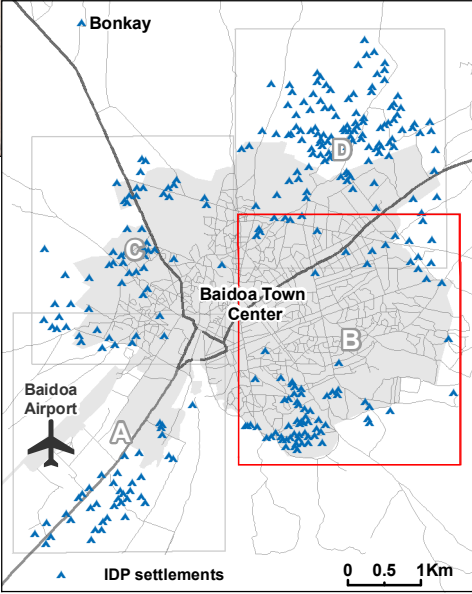 Bonkay
D
C
Baidoa Town
Center
B
Baidoa
Airport
A
IDP settlements
0 0.5 1Km